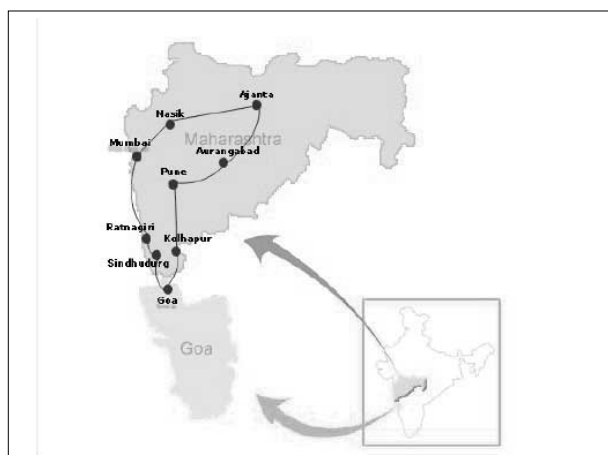 Ajanta
Nasik
Maharashtra
Mumbai
Aurangabad
Pune
Ratnagiri
Kolhapur
Sindhudurg
Goa
Goa